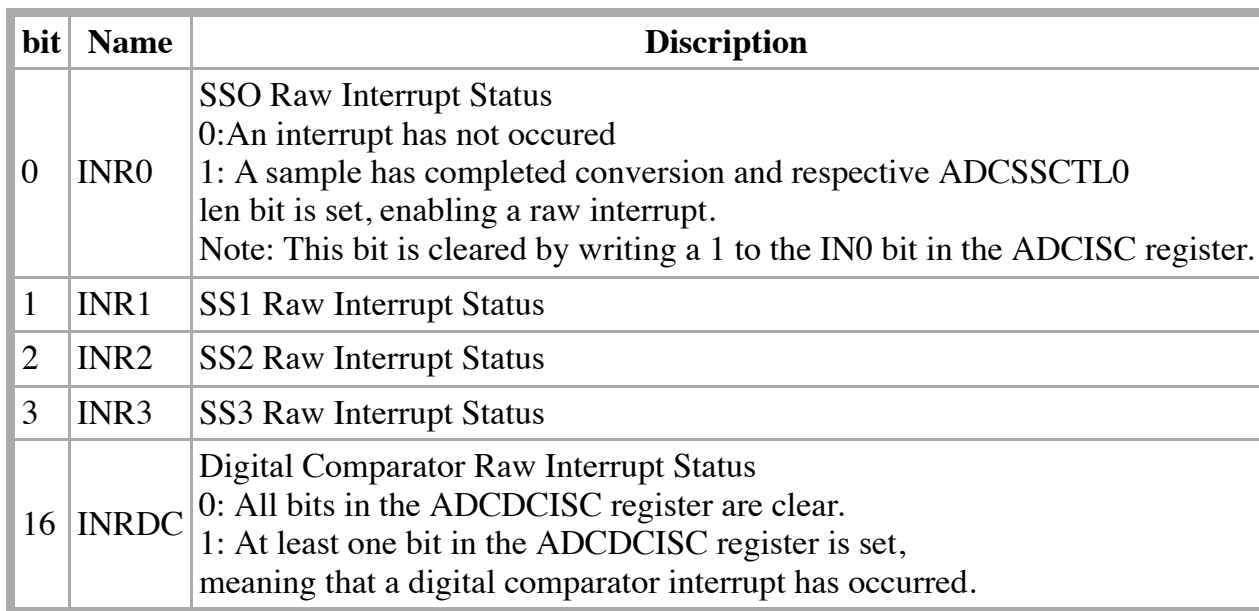 bit Name Discription
0 INR0 SSO Raw Interrupt Status
0:An interrupt has not occured
1: A sample has completed conversion and respective ADCSSCTL0
len bit is set, enabling a raw interrupt.
Note: This bit is cleared by writing a 1 to the IN0 bit in the ADCISC register.
1 INR1 SS1 Raw Interrupt Status
2 INR2 SS2 Raw Interrupt Status
3 INR3 SS3 Raw Interrupt Status
16 INRDC Digital Comparator Raw Interrupt Status
0: All bits in the ADCDCISC register are clear.
1: At least one bit in the ADCDCISC register is set,
meaning that a digital comparator interrupt has occurred.